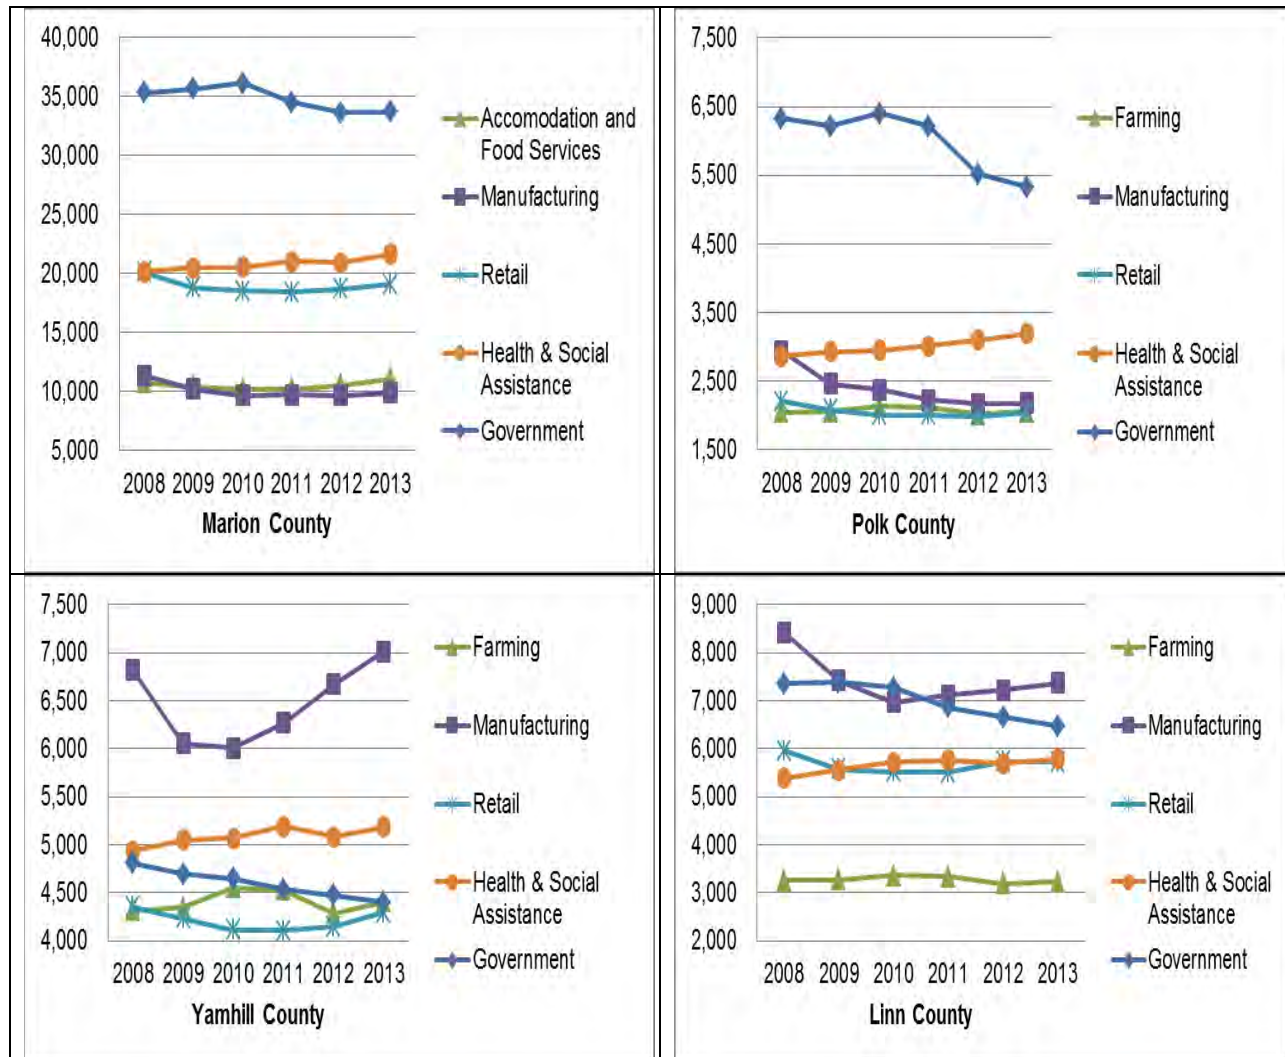 40,000
35,000
30,000
25,000
20,000
15,000
10,000
5,000
2008 2009 2010 2011 2012 2013
Marion County
Accomodation and
Food Services
Manufacturing
Retail
Health & Social
Assistance
Government
7,500
6,500
5,500
4,500
3,500
2,500
1,500
2008 2009 2010 2011 2012 2013
Polk County
Farming
Manufacturing
Retail
Health & Social
Assistance
Government
7,500
7,000
6,500
6,000
5,500
5,000
4,500
4,000
2008 2009 2010 2011 2012 2013
Yamhill County
Farming
Manufacturing
Retail
Health & Social
Assistance
Government
9,000
8,000
7,000
6,000
5,000
4,000
3,000
2,000
2008 2009 2010 2011 2012 2013
Linn County
Farming
Manufacturing
Retail
Health & Social
Assistance
Government